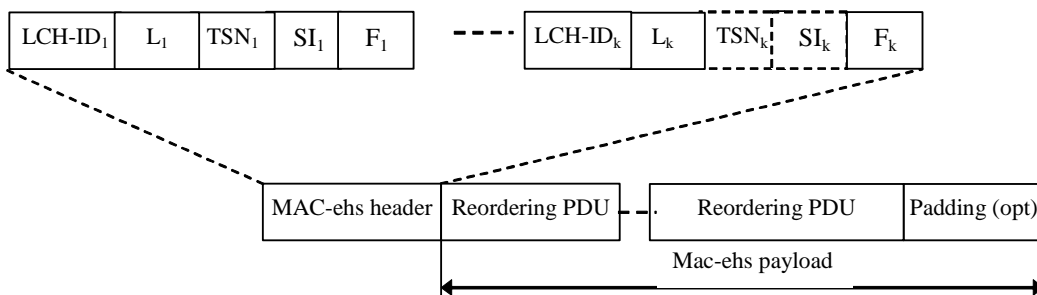 LCH-ID₁ L₁ TSN₁ SI₁ F₁ LCH-IDₖ Lₖ TSNₖ SIₖ Fₖ
MAC-ehs header Reordering PDU Reordering PDU Padding (opt)
Mac-ehs payload